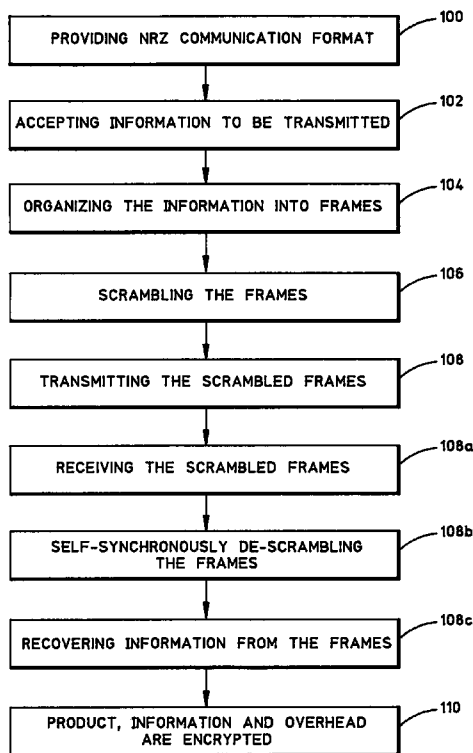 PROVIDING NRZ COMMUNICATION FORMAT
100
ACCEPTING INFORMATION TO BE TRANSMITTED
102
ORGANIZING THE INFORMATION INTO FRAMES
104
SCRAMBLING THE FRAMES
106
TRANSMITTING THE SCRAMBLED FRAMES
108
RECEIVING THE SCRAMBLED FRAMES
108a
SELF-SYNCHRONOUSLY DE-SCRAMBLING
THE FRAMES
108b
RECOVERING INFORMATION FROM THE FRAMES
108c
PRODUCT, INFORMATION AND OVERHEAD
ARE ENCRYPTED
110